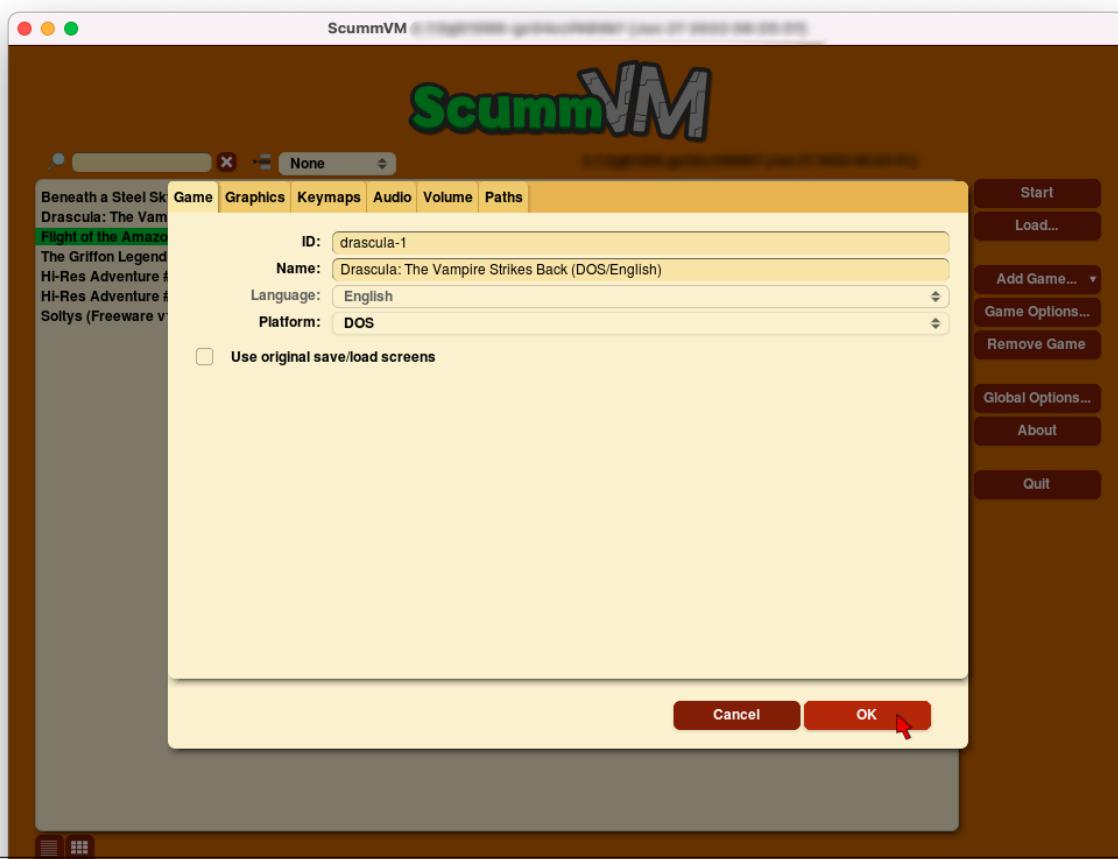 ScummVM
ScummVM
None
Beneath a Steel Sk
Drascula: The Vam
Flight of the Amazo
The Griffon Legend
Hi-Res Adventure #
Hi-Res Adventure #
Soltys (Freeware v
Game Graphics Keymaps Audio Volume Paths
ID: drascula-1
Name: Drascula: The Vampire Strikes Back (DOS/English)
Language: English
Platform: DOS
Use original save/load screens
Cancel OK
Start
Load...
Add Game...
Game Options...
Remove Game
Global Options...
About
Quit